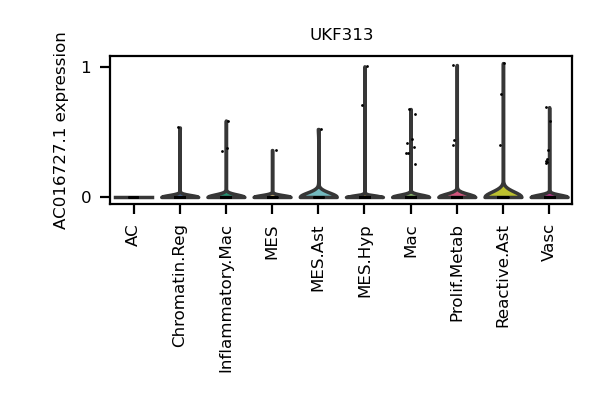 UKF313
AC016727.1 expression
1
0
AC
Chromatin.Reg
Inflammatory.Mac
MES
MES.Ast
MES.Hyp
Mac
Prolif.Metab
Reactive.Ast
Vasc